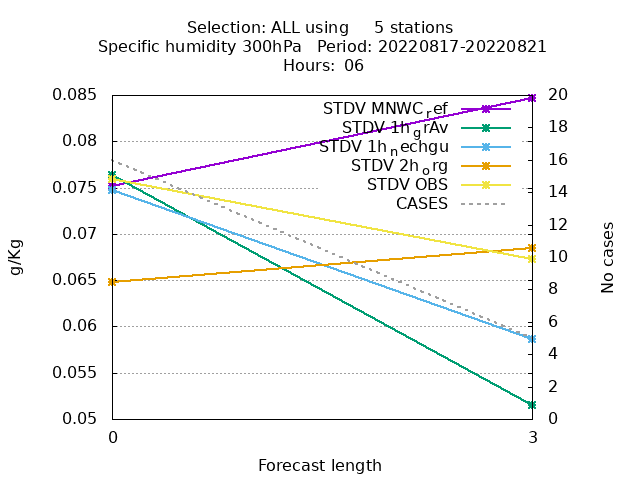 Selection: ALL using     5 stations
Specific humidity 300hPa   Period: 20220817-20220821
Hours: 06
0.085
0.08
0.075
0.07
0.065
0.06
0.055
0.05
20
18
16
14
12
10
8
6
4
2
0
STDV MNWC_ref
STDV 1h_grAv
STDV 1h_nechgu
STDV 2h_org
STDV OBS
CASES
g/Kg
No cases
0
3
Forecast length